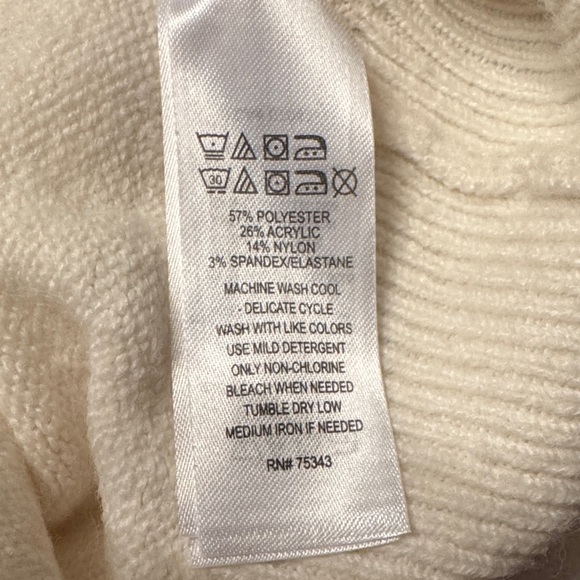 30
57% POLYESTER
26% ACRYLIC
14% NYLON
3% SPANDEX/ELASTANE
MACHINE WASH COOL
- DELICATE CYCLE
WASH WITH LIKE COLORS
USE MILD DETERGENT
ONLY NON-CHLORINE
BLEACH WHEN NEEDED
TUMBLE DRY LOW
MEDIUM IRON IF NEEDED
RN# 75343